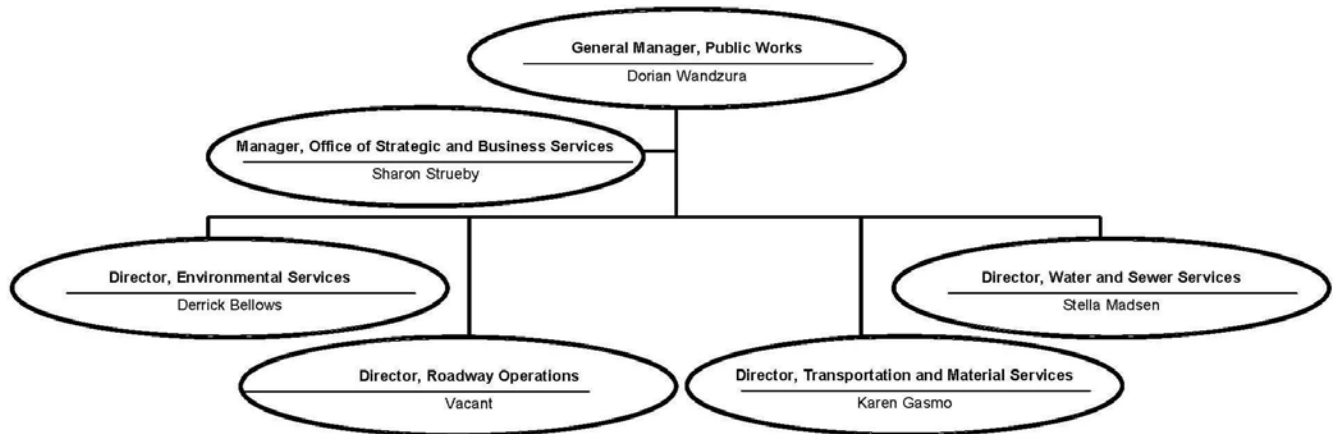 General Manager, Public Works
Dorian Wandzura
Manager, Office of Strategic and Business Services
Sharon Strueby
Director, Environmental Services
Derrick Bellows
Director, Water and Sewer Services
Stella Madsen
Director, Roadway Operations
Vacant
Director, Transportation and Material Services
Karen Gasmo